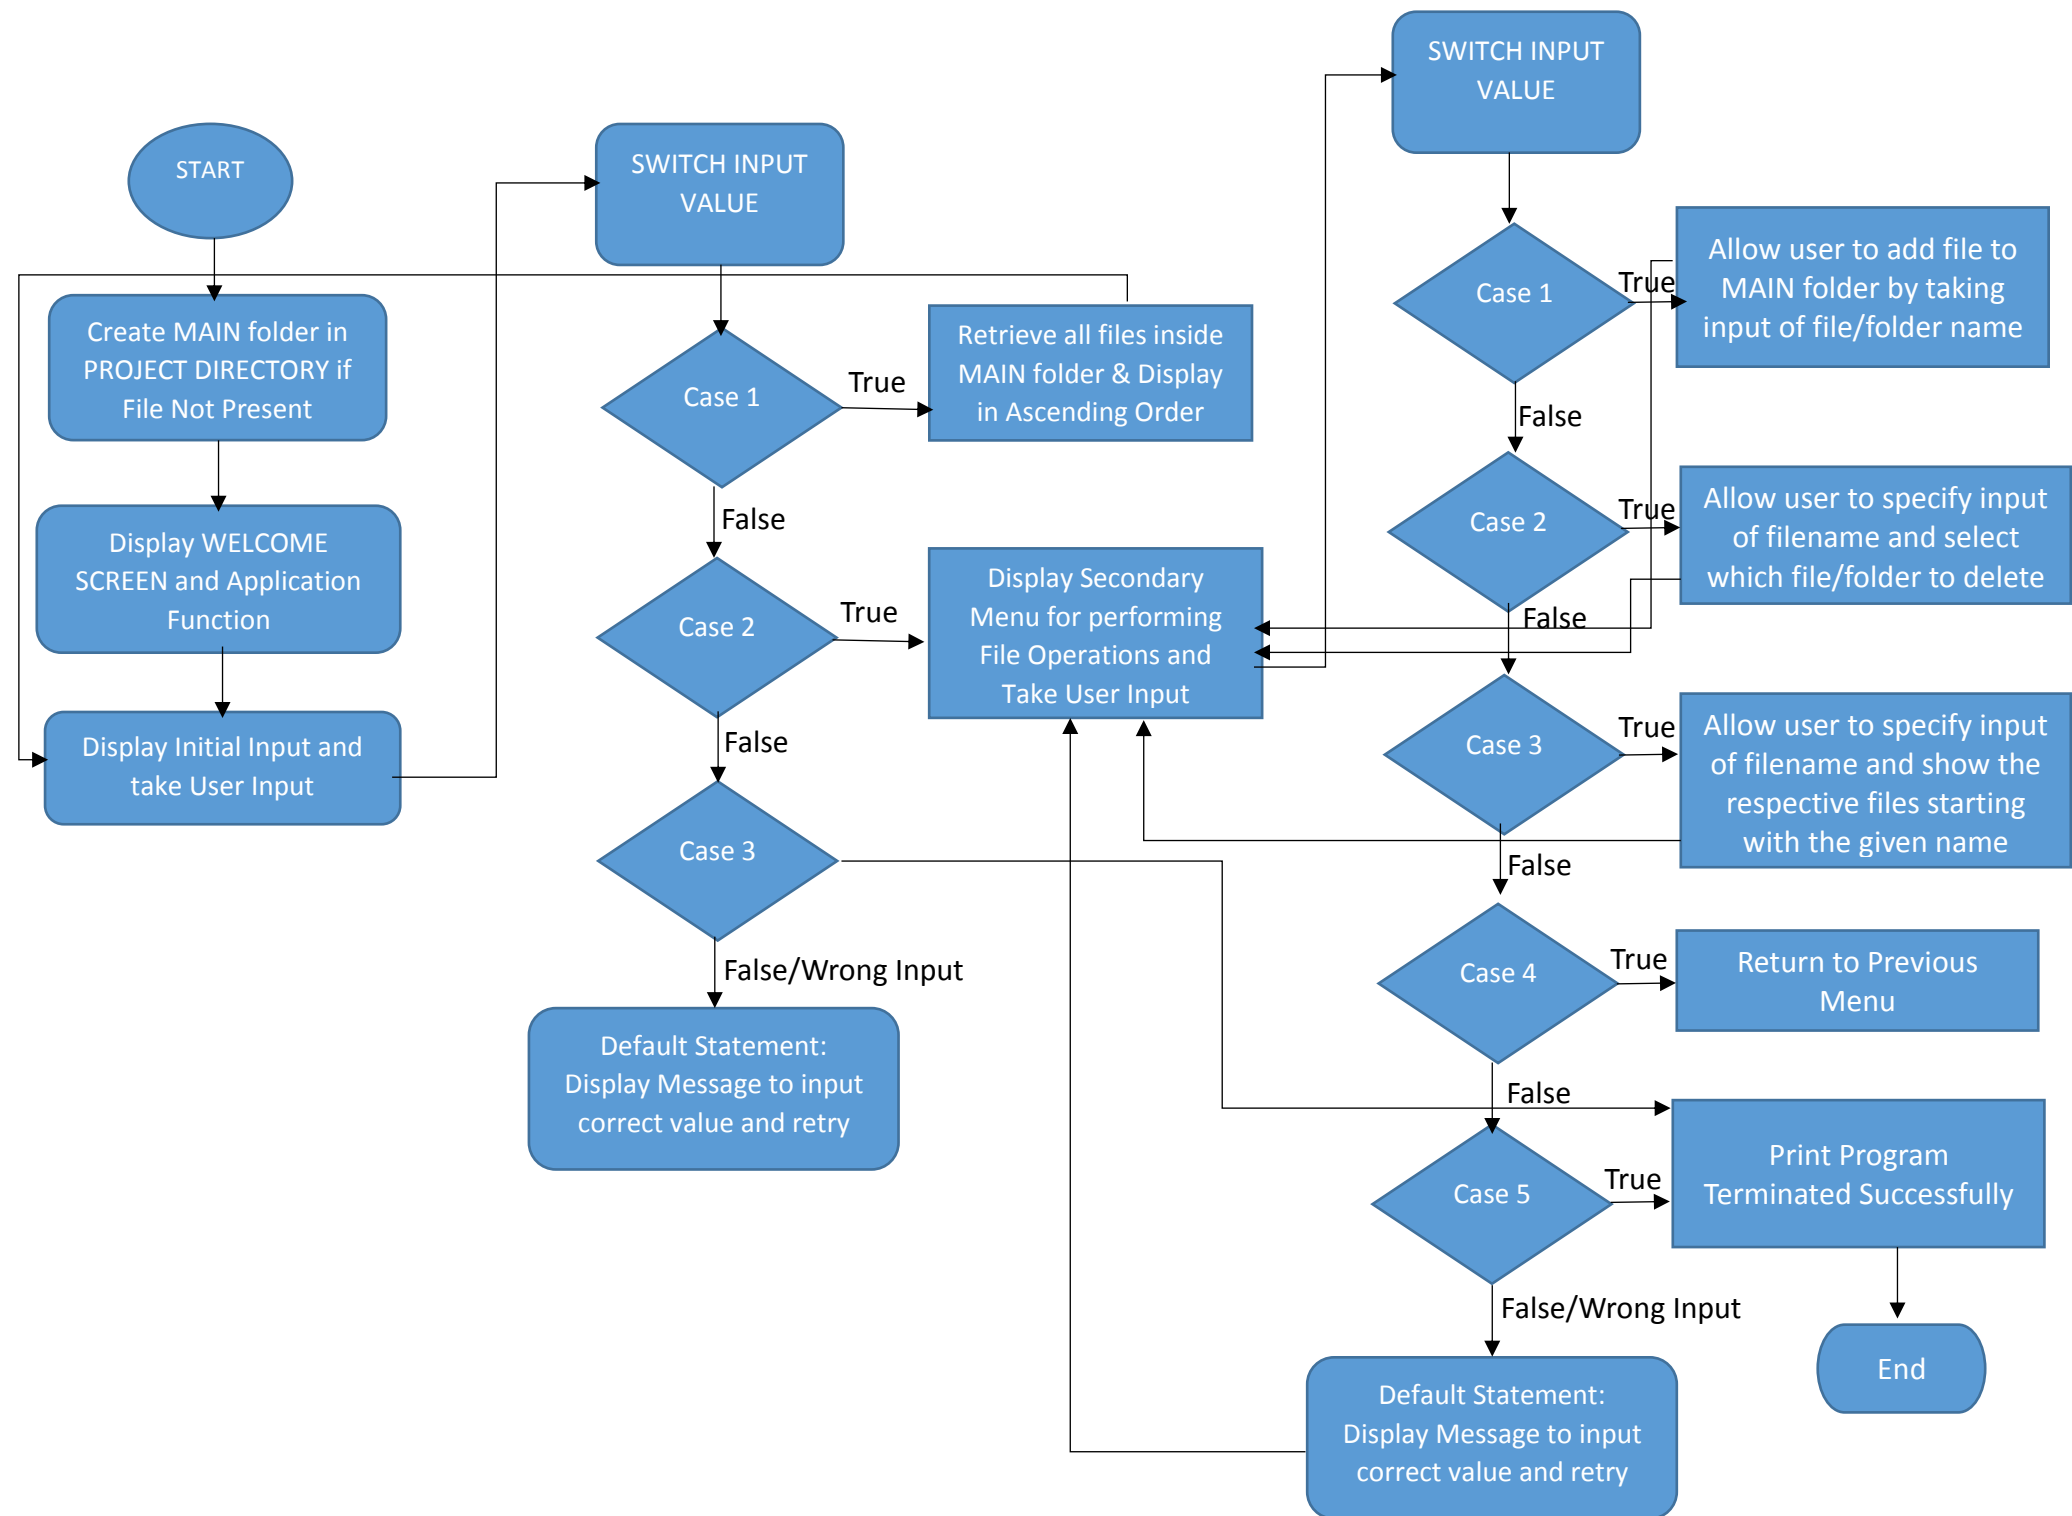 START
Create MAIN folder in
PROJECT DIRECTORY if
File Not Present
Display WELCOME
SCREEN and Application
Function
Display Initial Input and
take User Input
SWITCH INPUT
VALUE
Case 1
True
Retrieve all files inside
MAIN folder & Display
in Ascending Order
False
Case 2
True
Display Secondary
Menu for performing
File Operations and
Take User Input
False
Case 3
False/Wrong Input
Default Statement:
Display Message to input
correct value and retry
SWITCH INPUT
VALUE
Case 1
True
Allow user to add file to
MAIN folder by taking
input of file/folder name
False
Case 2
True
Allow user to specify input
of filename and select
which file/folder to delete
False
Case 3
True
Allow user to specify input
of filename and show the
respective files starting
with the given name
False
Case 4
True
Return to Previous
Menu
False
Case 5
True
Print Program
Terminated Successfully
False/Wrong Input
End
Default Statement:
Display Message to input
correct value and retry